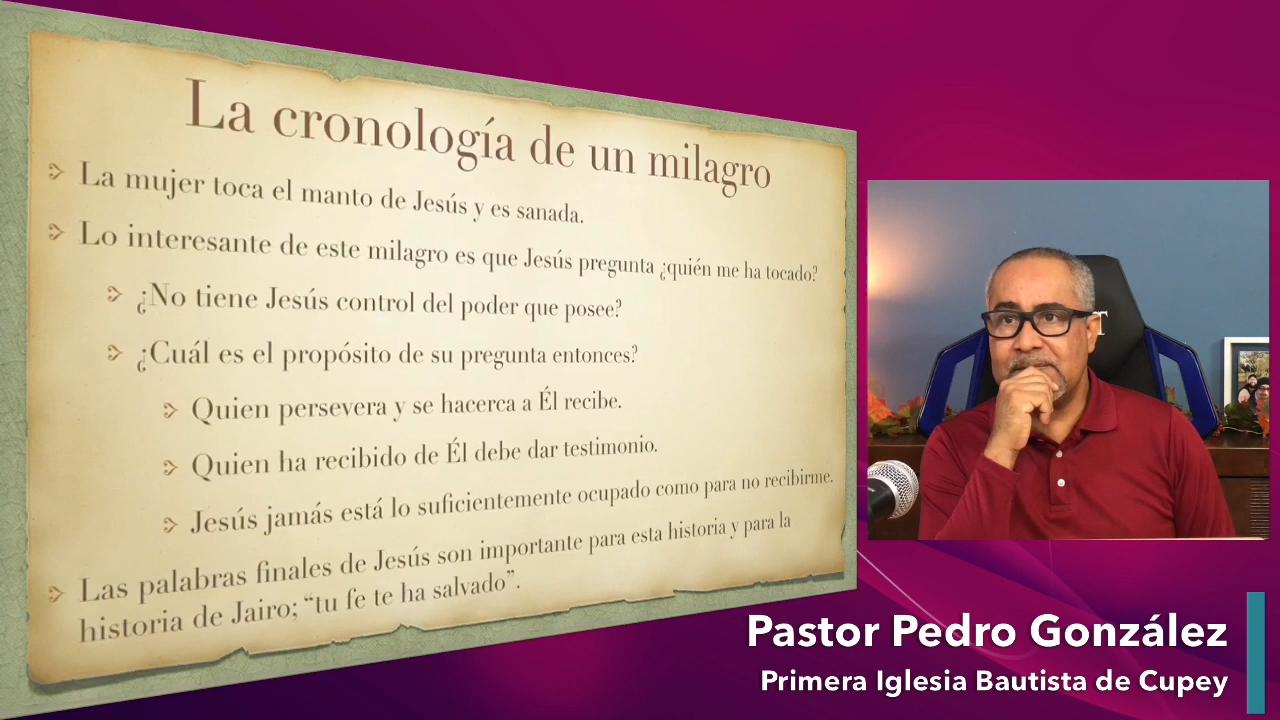 La cronología de un milagro
La mujer toca el manto de Jesús y es sanada.
Lo interesante de este milagro es que Jesús pregunta ¿quién me ha tocado?
¿No tiene Jesús control del poder que posee?
¿Cuál es el propósito de su pregunta entonces?
Quien persevera y se hacerca a Él recibe.
Quien ha recibido de Él debe dar testimonio.
Jesús jamás está lo suficientemente ocupado como para no recibirme.
Las palabras finales de Jesús son importante para esta historia y para la
historia de Jairo; “tu fe te ha salvado”.
T
Pastor Pedro González
Primera Iglesia Bautista de Cupey